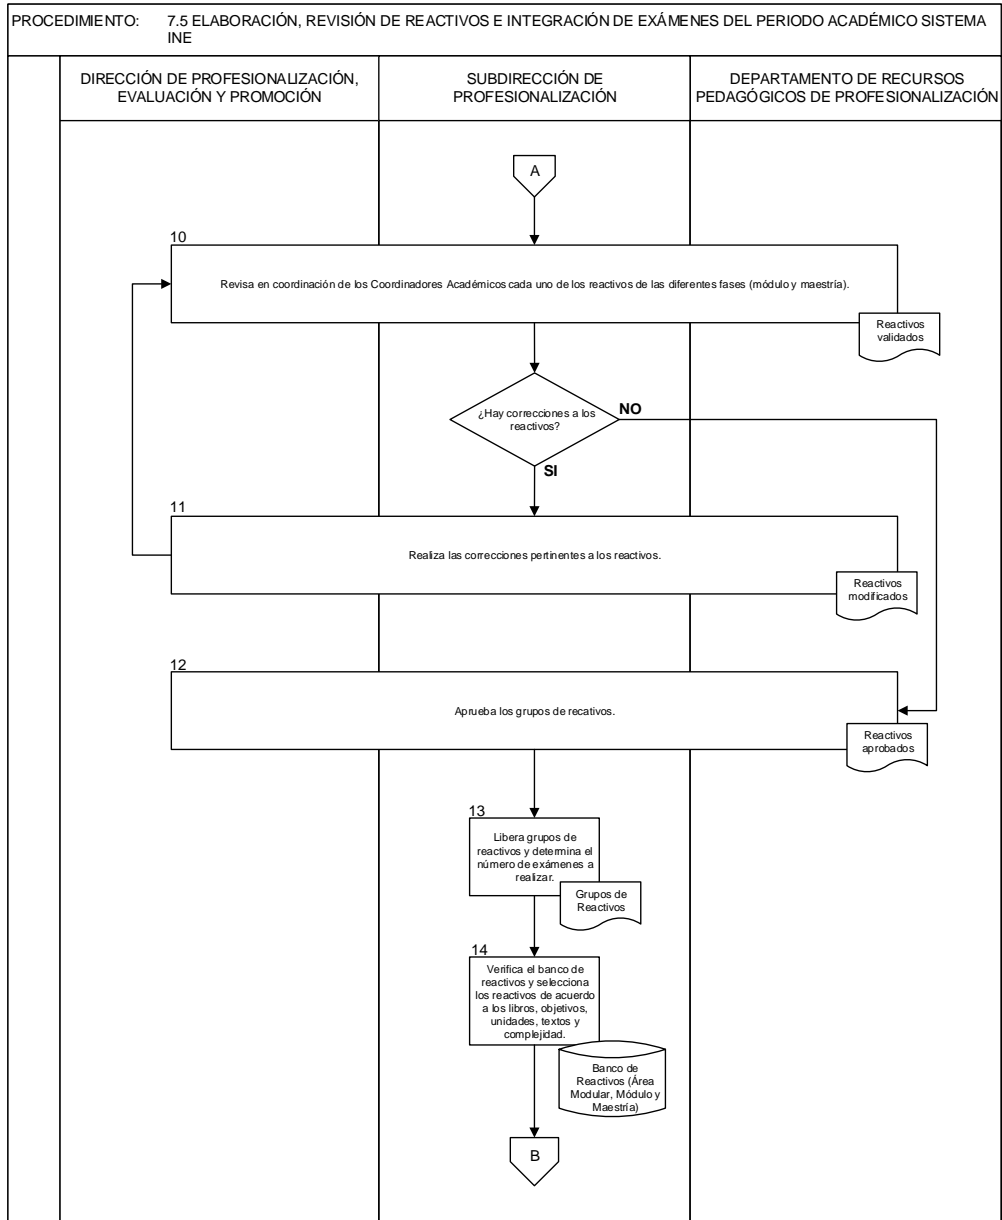 PROCEDIMIENTO: 7.5 ELABORACIÓN, REVISIÓN DE REACTIVOS E INTEGRACIÓN DE EXÁMENES DEL PERIODO ACADÉMICO SISTEMA
INE
DIRECCIÓN DE PROFESIONALIZACIÓN,
EVALUACIÓN Y PROMOCIÓN
SUBDIRECCIÓN DE
PROFESIONALIZACIÓN
DEPARTAMENTO DE RECURSOS
PEDAGÓGICOS DE PROFESIONALIZACIÓN
A
10
Revisa en coordinación de los Coordinadores Académicos cada uno de los reactivos de las diferentes fases (módulo y maestría).
Reactivos
validados
¿Hay correcciones a los
reactivos?
NO
SI
11
Realiza las correcciones pertinentes a los reactivos.
Reactivos
modificados
12
Aprueba los grupos de recativos.
Reactivos
aprobados
13
Libera grupos de
reactivos y determina el
número de exámenes a
realizar.
Grupos de
Reactivos
14
Verifica el banco de
reactivos y selecciona
los reactivos de acuerdo
a los libros, objetivos,
unidades, textos y
complejidad.
Banco de
Reactivos (Área
Modular, Módulo y
Maestría)
B